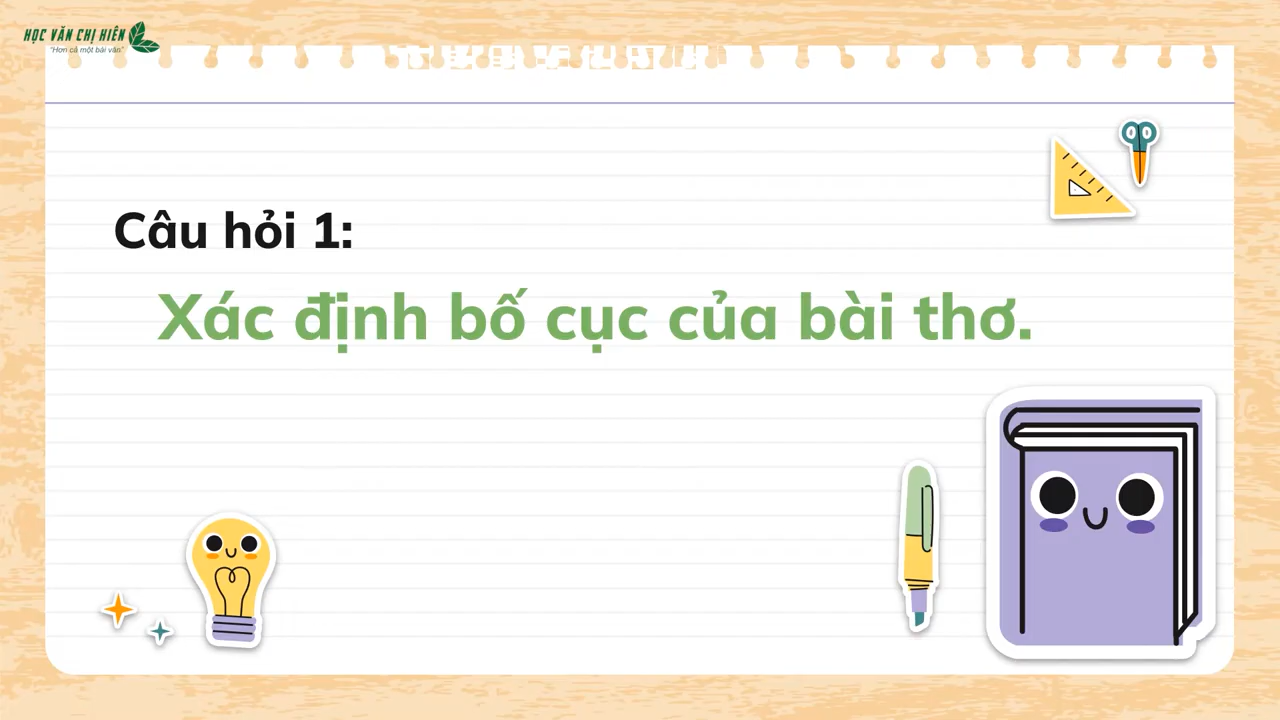 HỌC VĂN CHỊ HIÊN
"Hơn cả một bài văn"
Câu hỏi 1:
Xác định bố cục của bài thơ.